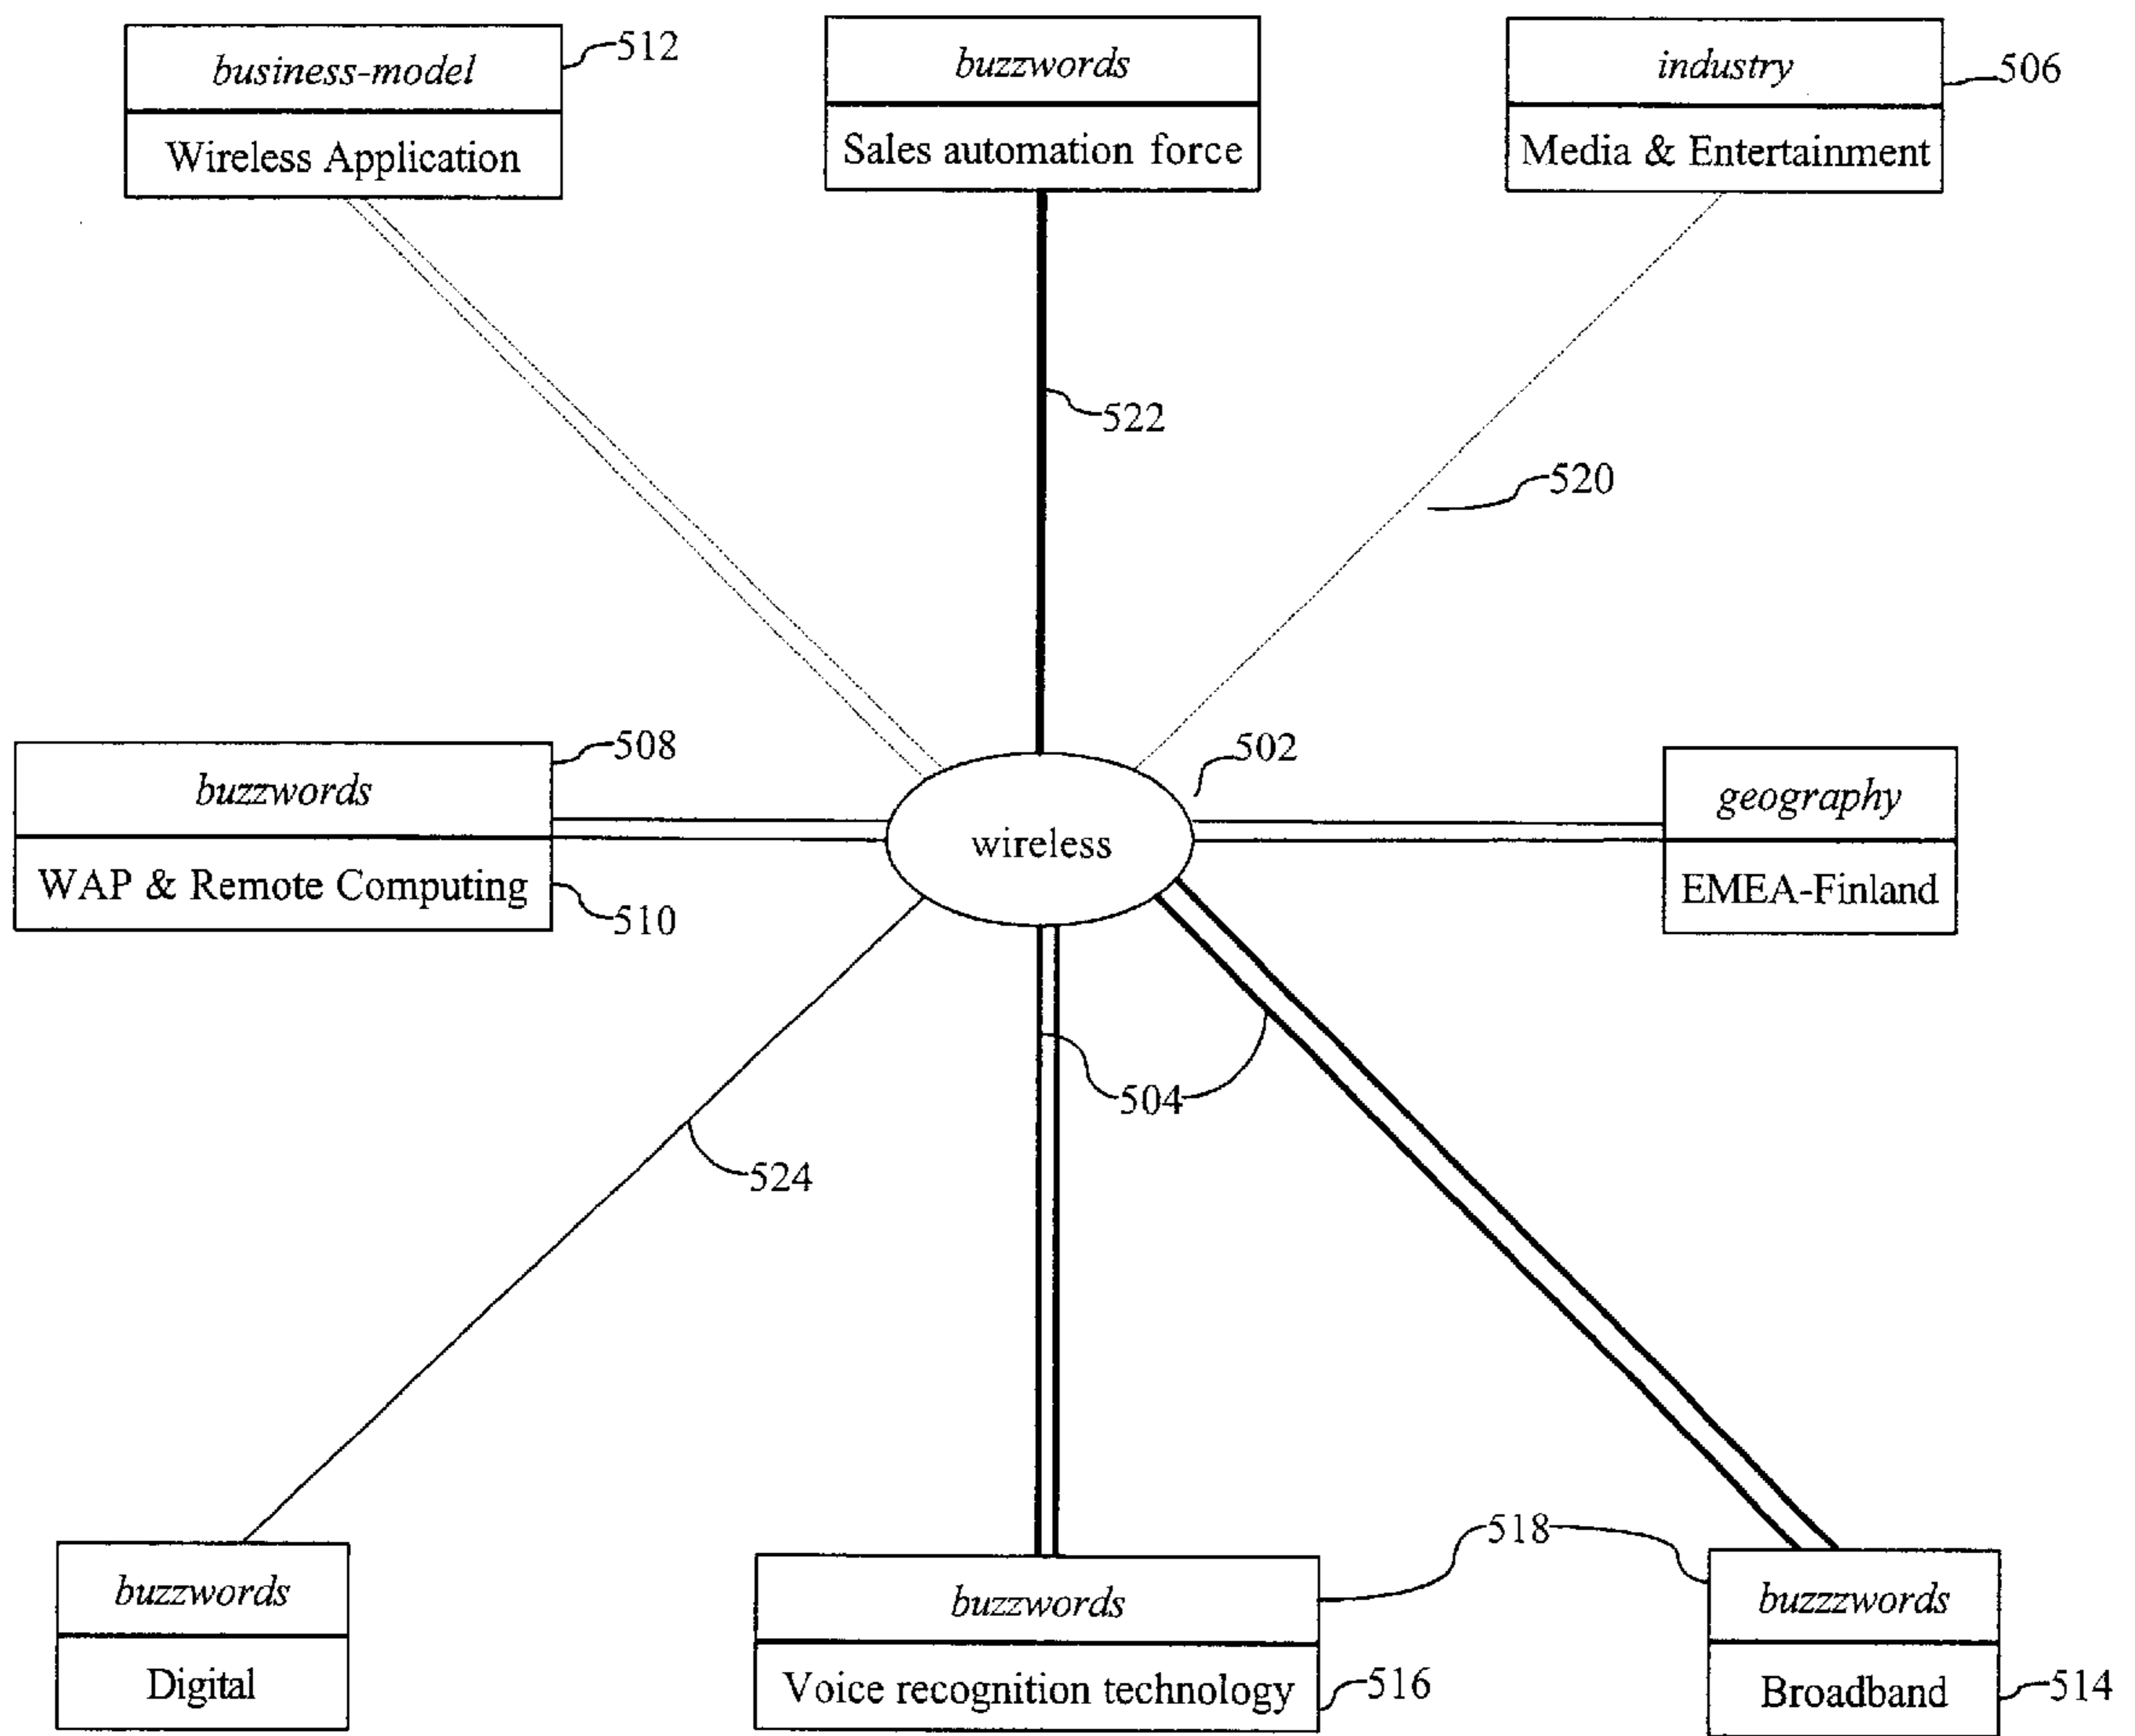 business-model
Wireless Application
512
buzzwords
Sales automation force
industry
Media & Entertainment
506
522
520
buzzwords
WAP & Remote Computing
508
510
wireless
502
geography
EMEA-Finland
504
524
518
buzzwords
Digital
buzzwords
Voice recognition technology
516
buzzzwords
Broadband
514